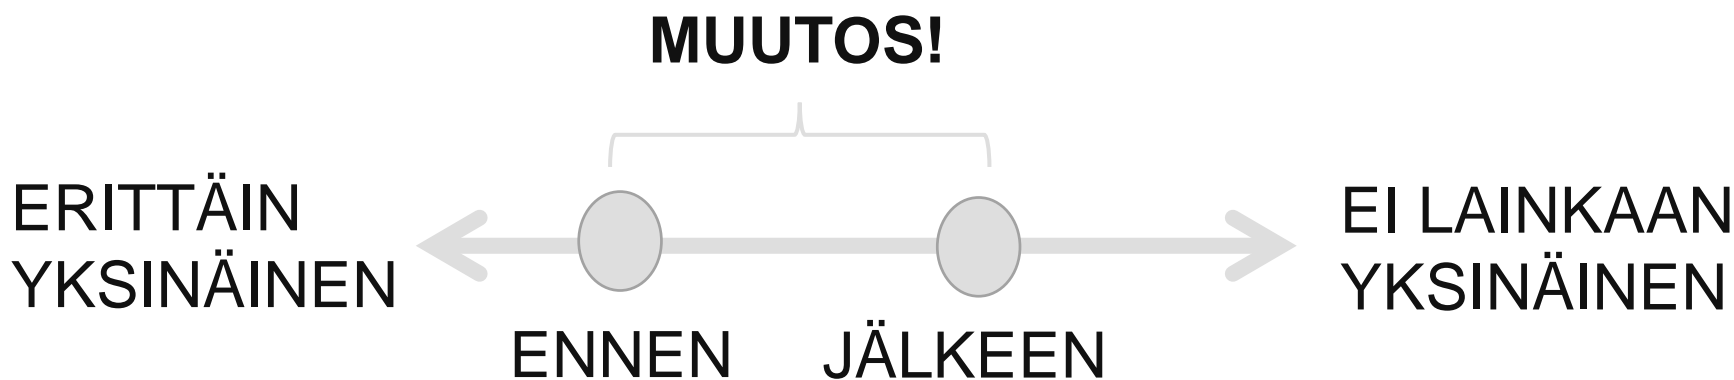 MUUTOS!
ERITTÄIN
YKSINÄINEN
EI LAINKAAN
YKSINÄINEN
ENNEN
JÄLKEEN